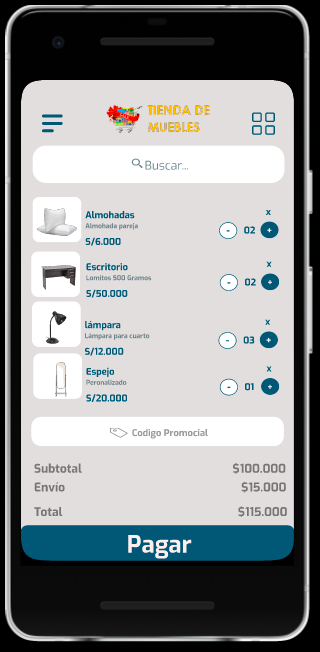 TIENDA DE
MUEBLES
Buscar...
x
Almohadas
Almohada pareja
- 02 +
S/6.000
x
Escritorio
Lomitos 500 Gramos
- 02 +
S/50.000
x
lámpara
Lámpara para cuarto
- 03 +
S/12.000
x
Espejo
Peronalizado
- 01 +
S/20.000
Codigo Promocial
Subtotal $100.000
Envío $15.000
Total $115.000
Pagar